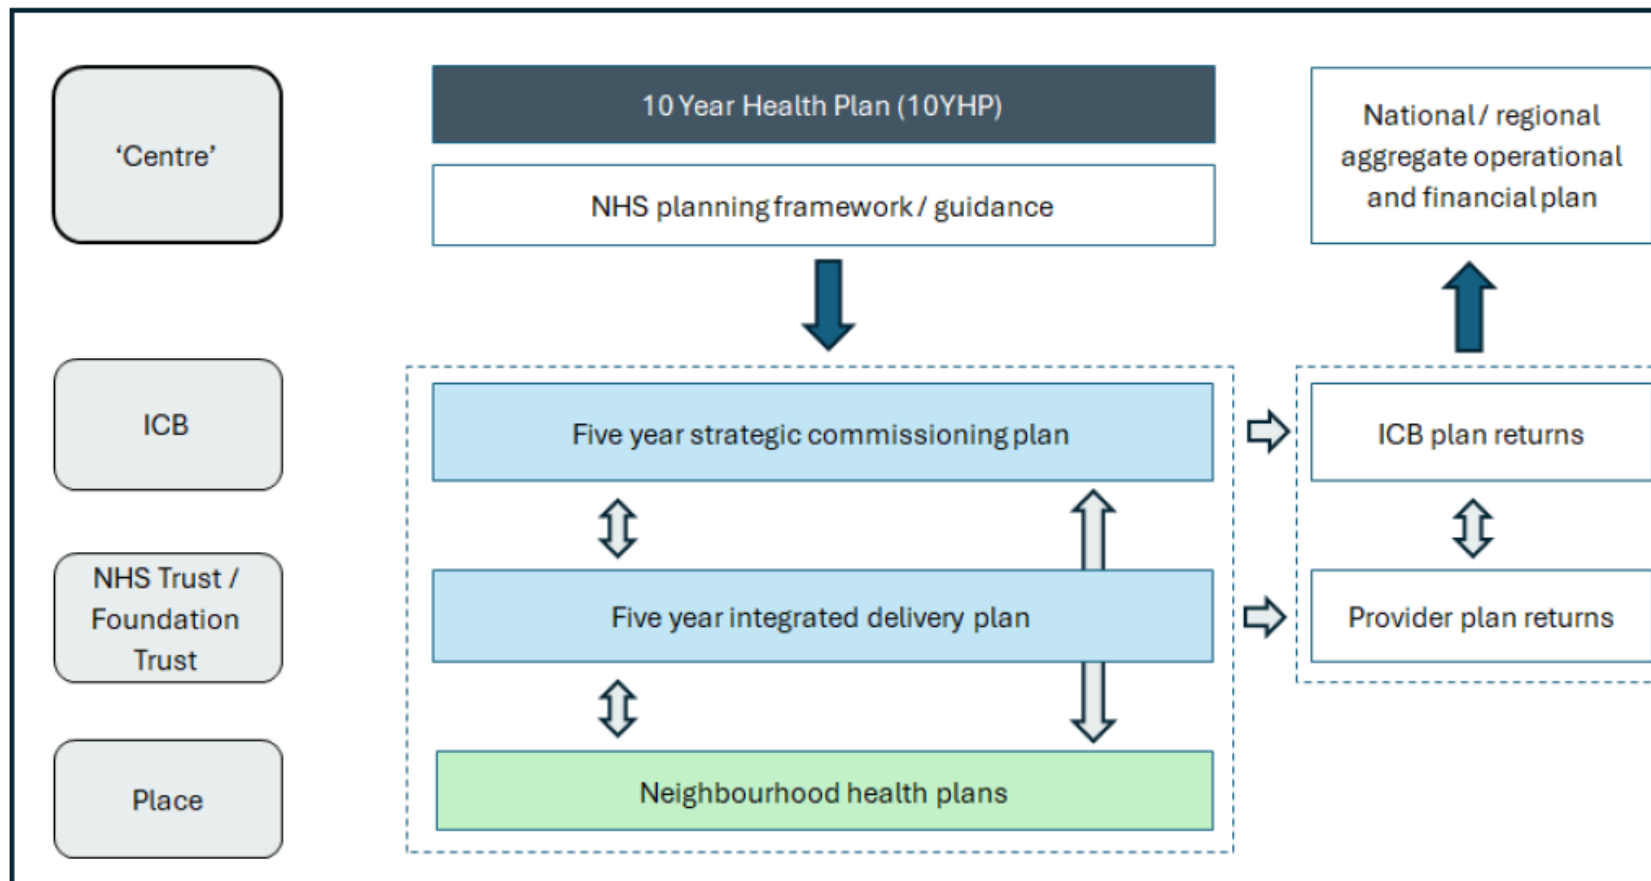 ‘Centre’
10 Year Health Plan (10YHP)
NHS planning framework / guidance
National / regional
aggregate operational
and financial plan
ICB
Five year strategic commissioning plan
ICB plan returns
NHS Trust /
Foundation
Trust
Five year integrated delivery plan
Provider plan returns
Place
Neighbourhood health plans